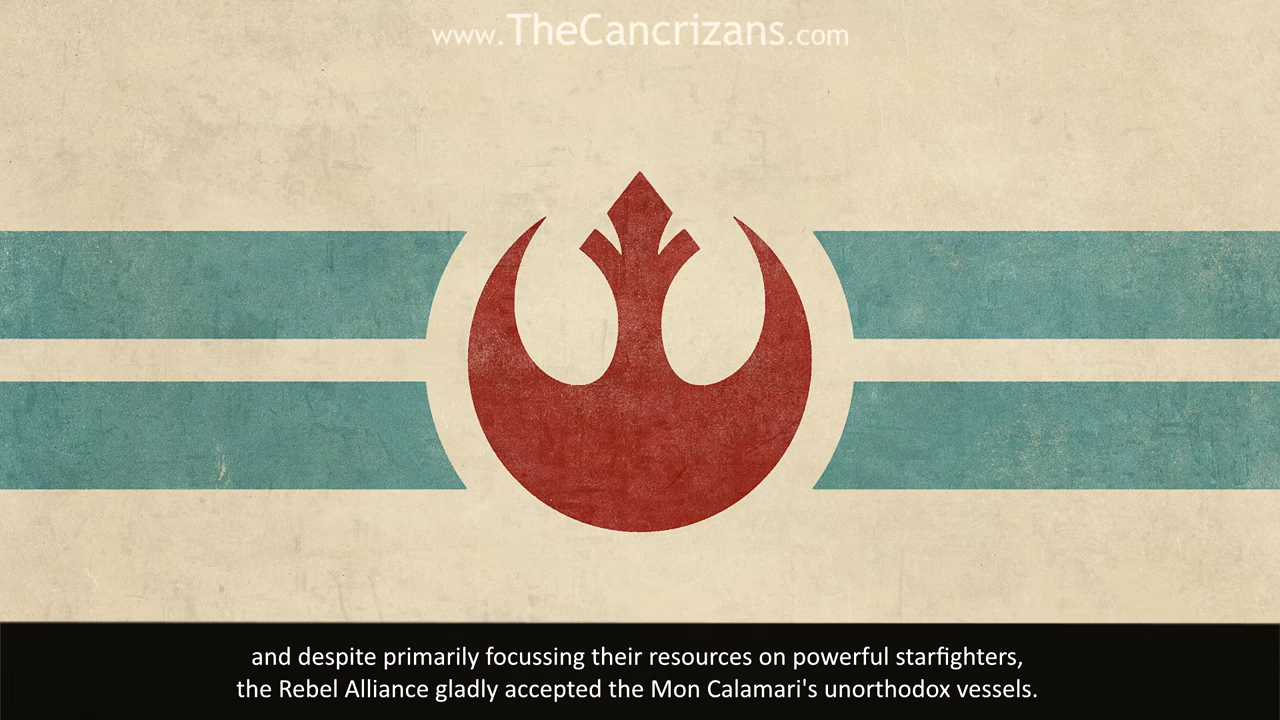 www.TheCancrizans.com
and despite primarily focussing their resources on powerful starfighters,
the Rebel Alliance gladly accepted the Mon Calamari's unorthodox vessels.